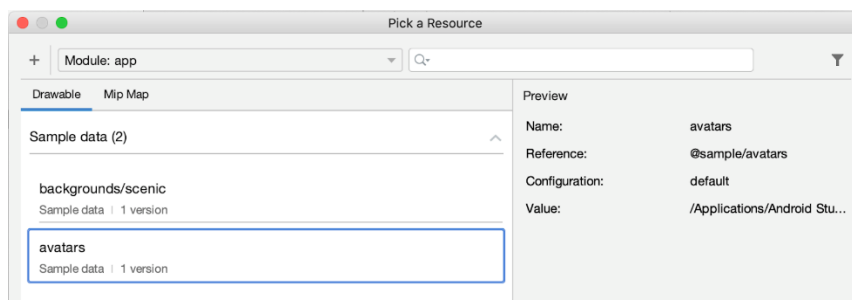 Pick a Resource
Module: app
Drawable
Mip Map
Sample data (2)
backgrounds/scenic
Sample data | 1 version
avatars
Sample data | 1 version
Preview
Name: avatars
Reference: @sample/avatars
Configuration: default
Value: /Applications/Android Stu...